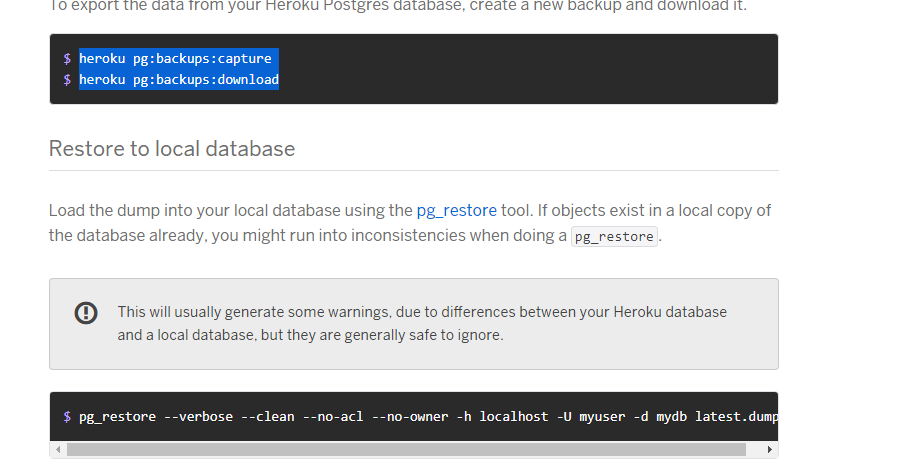 To export the data from your Heroku Postgres database, create a new backup and download it.
$ heroku pg:backups:capture
$ heroku pg:backups:download
Restore to local database
Load the dump into your local database using the pg_restore tool. If objects exist in a local copy of
the database already, you might run into inconsistencies when doing a pg_restore.
This will usually generate some warnings, due to differences between your Heroku database
and a local database, but they are generally safe to ignore.
$ pg_restore --verbose --clean --no-acl --no-owner -h localhost -U myuser -d mydb latest.dump